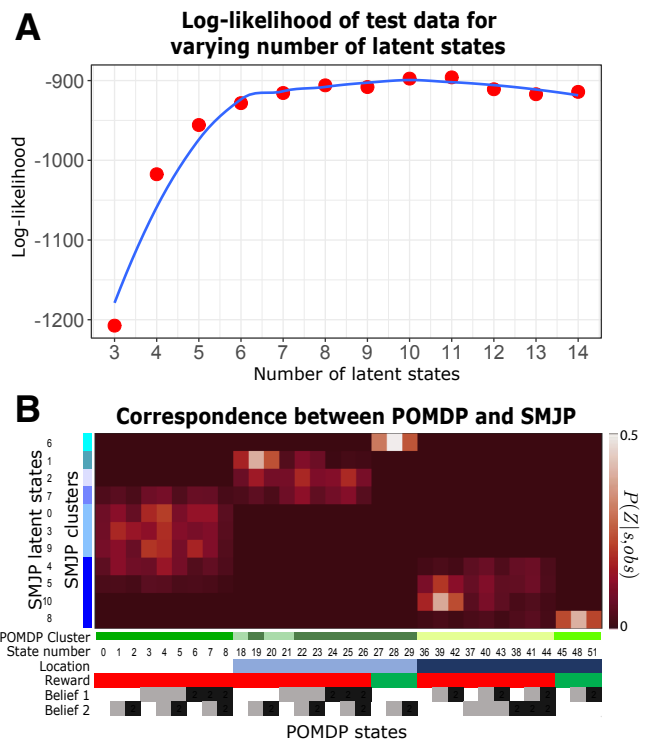 A
Log-likelihood of test data for
varying number of latent states
Log-likelihood
-900
-1000
-1100
-1200
3 4 5 6 7 8 9 10 11 12 13 14
Number of latent states
B
Correspondence between POMDP and SMJP
SMJP latent states
SMJP clusters
6
1
2
7
0
3
9
4
5
10
8
0.5
P(Z|s,obs)
0
POMDP Cluster
State number 0 1 2 3 4 5 6 7 8 18 19 20 21 22 23 24 25 26 27 28 29 36 39 42 37 40 43 38 41 44 45 48 51
Location
Reward
Belief 1
Belief 2
POMDP states